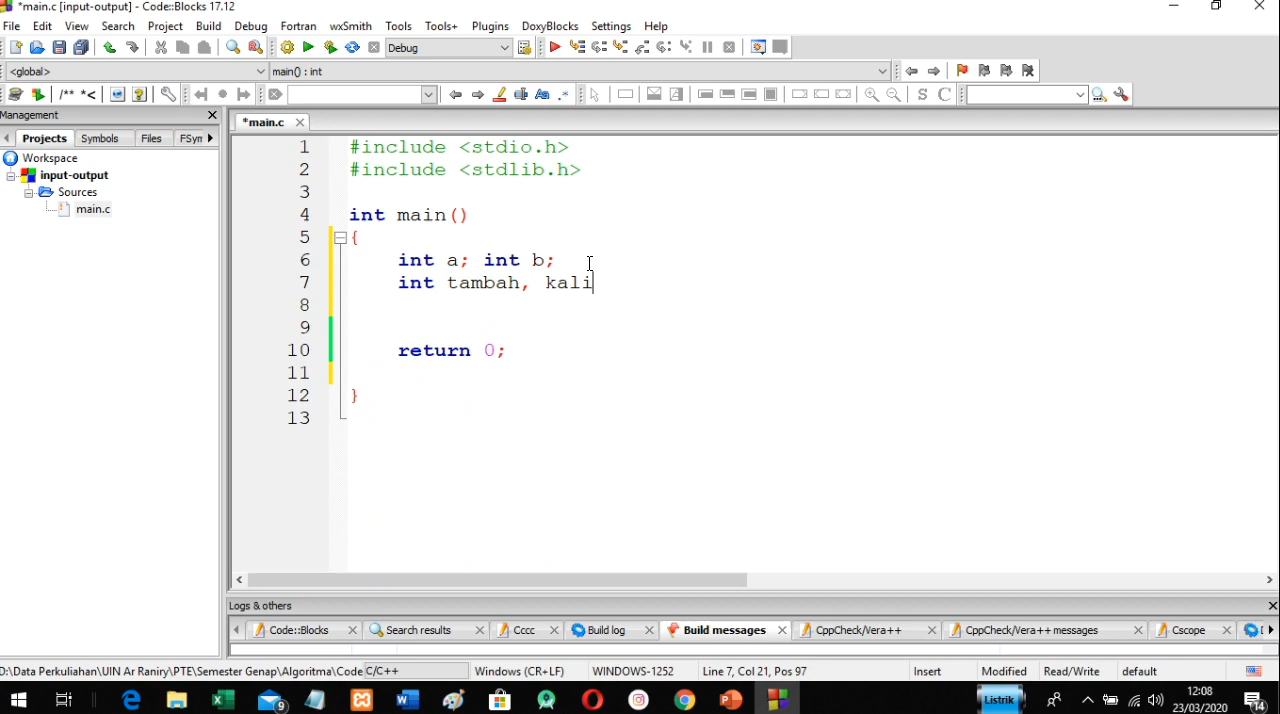 *main.c [input-output] - Code::Blocks 17.12
File Edit View Search Project Build Debug Fortran wxSmith Tools Tools+ Plugins DoxyBlocks Settings Help
Debug
<global> main() : int
/** *<
S C
Management
*main.c
Projects Symbols Files FSyn
Workspace
input-output
Sources
main.c
1 #include <stdio.h>
2 #include <stdlib.h>
3
4 int main()
5 {
6 int a; int b;
7 int tambah, kali
8
9
10 return 0;
11
12 }
13
Logs & others
Code::Blocks Search results Cccc Build log Build messages CppCheck/Vera++ CppCheck/Vera++ messages Cscope
D:\Data Perkuliahan\UIN Ar Raniry\PTE\Semester Genap\Algoritma\Code C/C++ Windows (CR+LF) WINDOWS-1252 Line 7, Col 21, Pos 97 Insert Modified Read/Write default
9 Listrik 12:08
23/03/2020 14